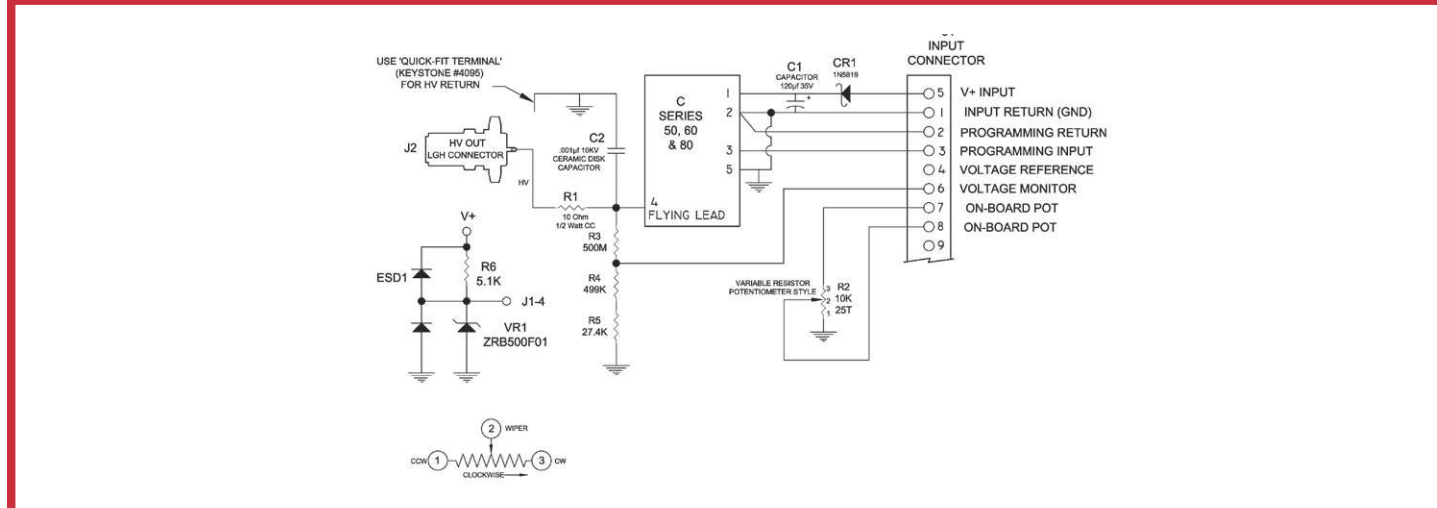 INPUT
CONNECTOR
USE 'QUICK-FIT TERMINAL'
(KEYSTONE #4095)
FOR HV RETURN
C1
CAPACITOR
120µf 35V
+
CR1
1N5819
C
SERIES
50, 60
& 80
1
2
3
5
4
FLYING LEAD
5 V+ INPUT
1 INPUT RETURN (GND)
2 PROGRAMMING RETURN
3 PROGRAMMING INPUT
4 VOLTAGE REFERENCE
6 VOLTAGE MONITOR
7 ON-BOARD POT
8 ON-BOARD POT
9
J2
HV OUT
LGH CONNECTOR
C2
.001µf 10KV
CERAMIC DISK
CAPACITOR
HV
R1
10 Ohm
1/2 Watt CC
R3
500M
R4
499K
R5
27.4K
V+
ESD1
R6
5.1K
J1-4
VR1
ZRB500F01
VARIABLE RESISTOR
POTENTIOMETER STYLE
3
2
1
R2
10K
25T
2 WIPER
CCW 1
3 CW
CLOCKWISE